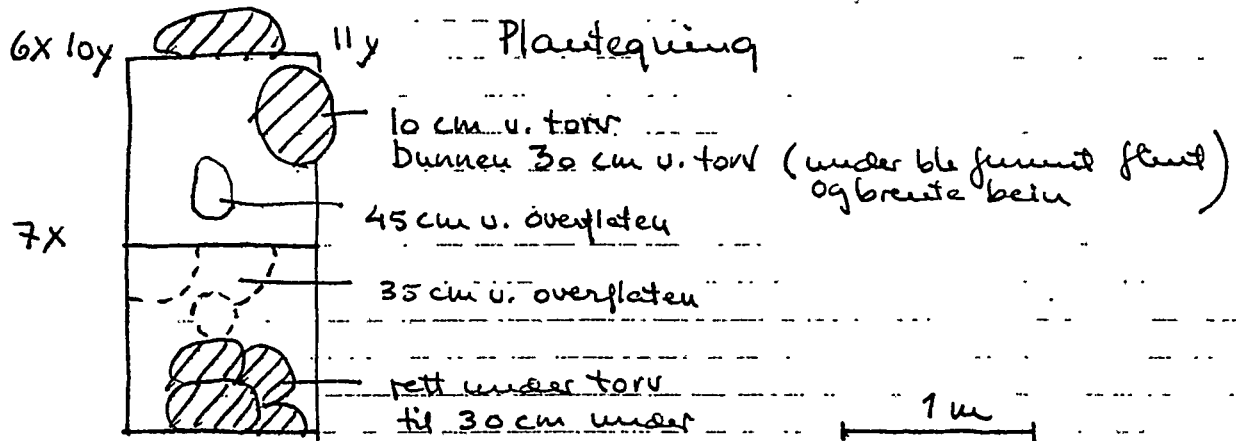 6X 10y 11y Plantegning
10 cm u. torv
bunnen 30 cm u. torv (under ble funnet flint
og brente bein)
45 cm u. overflaten
7X
35 cm u. overflaten
rett under torv
til 30 cm under
1 m